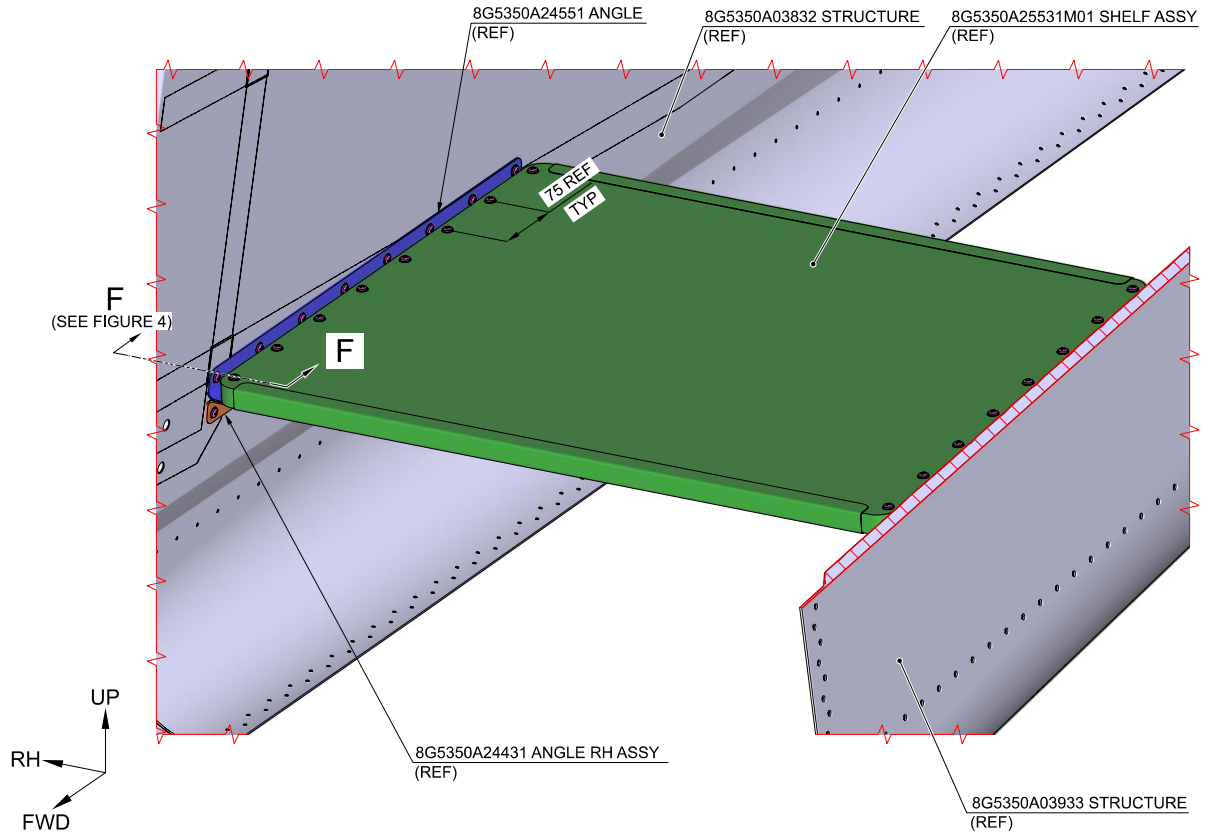 8G5350A24551 ANGLE
(REF)
8G5350A03832 STRUCTURE
(REF)
8G5350A25531M01 SHELF ASSY
(REF)
75 REF
TYP
F
(SEE FIGURE 4)
F
UP
RH
FWD
8G5350A24431 ANGLE RH ASSY
(REF)
8G5350A03933 STRUCTURE
(REF)